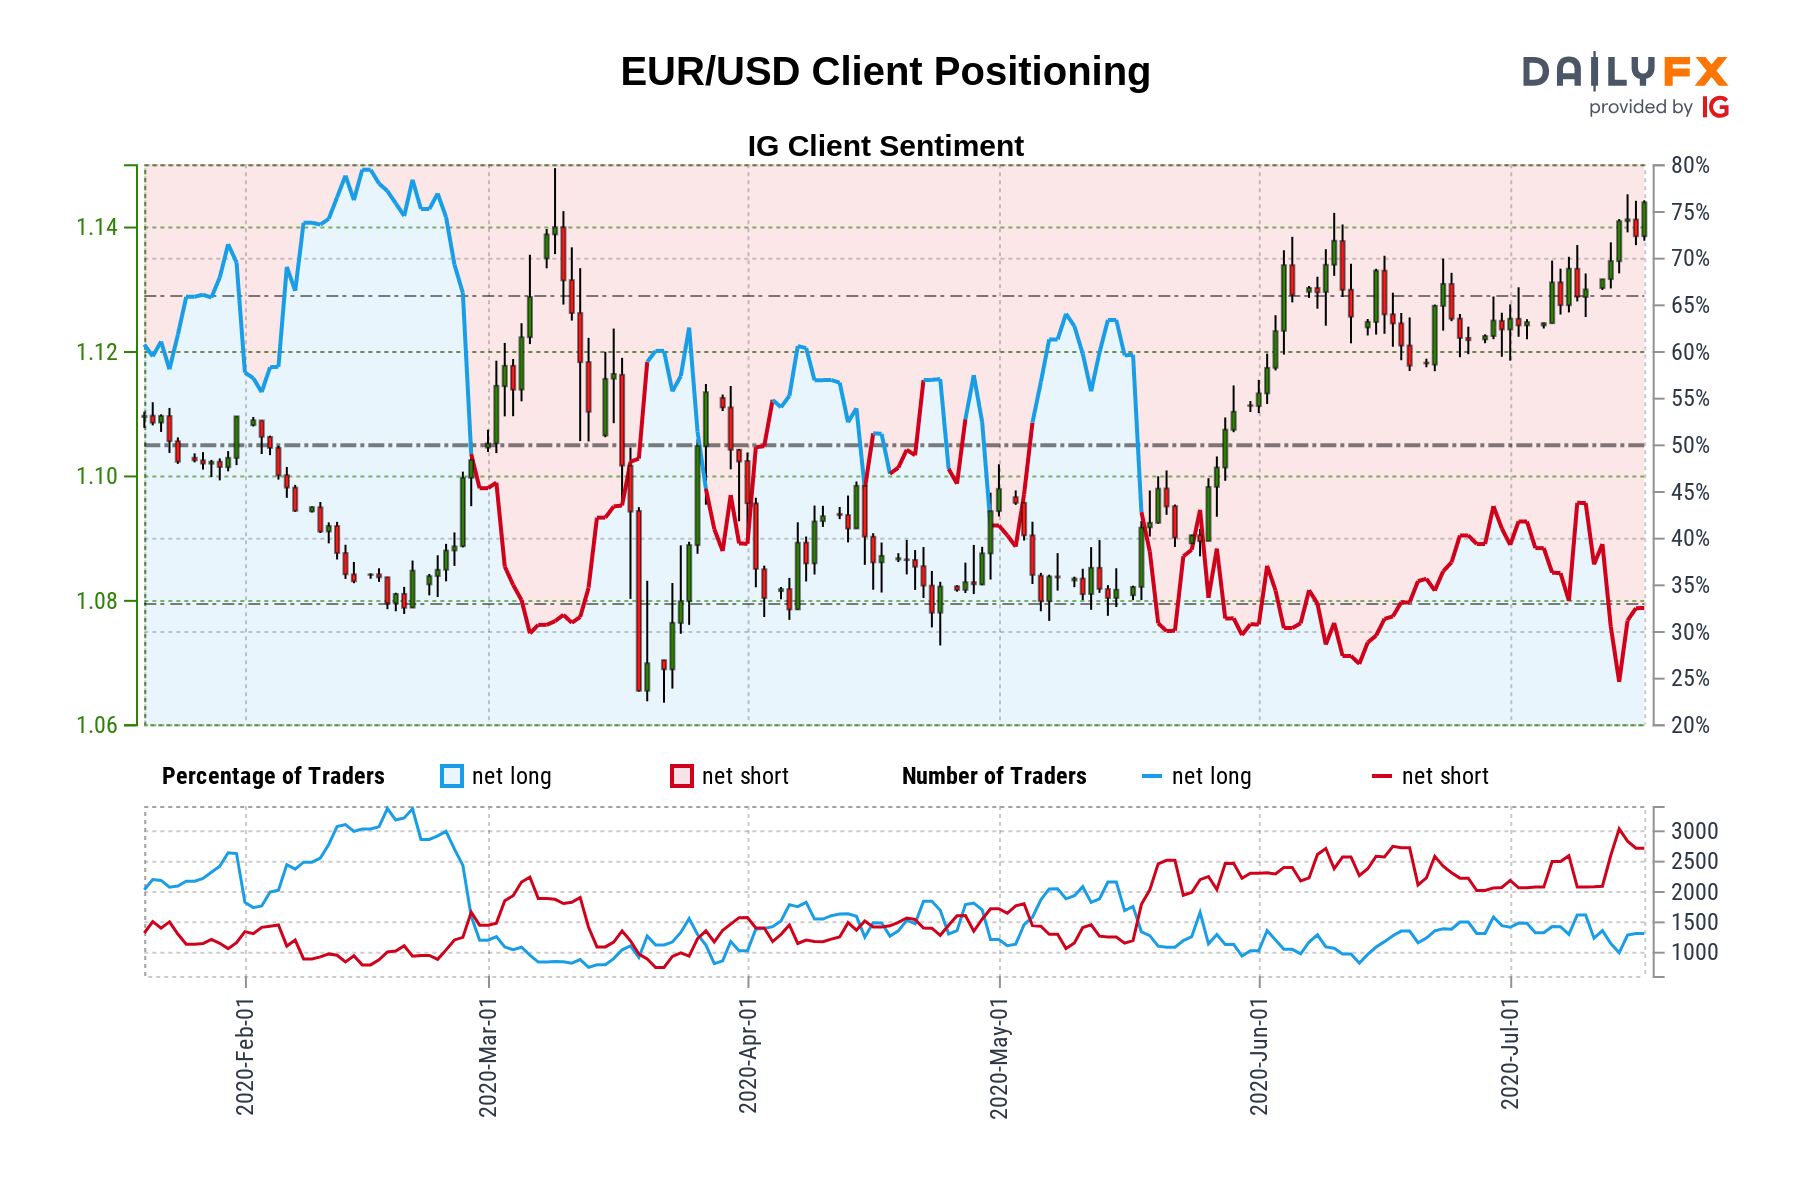 EUR/USD Client Positioning
DAILYFX
provided by IG
IG Client Sentiment
1.14
1.12
1.10
1.08
1.06
80%
75%
70%
65%
60%
55%
50%
45%
40%
35%
30%
25%
20%
Percentage of Traders net long net short Number of Traders net long net short
3000
2500
2000
1500
1000
2020-Feb-01
2020-Mar-01
2020-Apr-01
2020-May-01
2020-Jun-01
2020-Jul-01